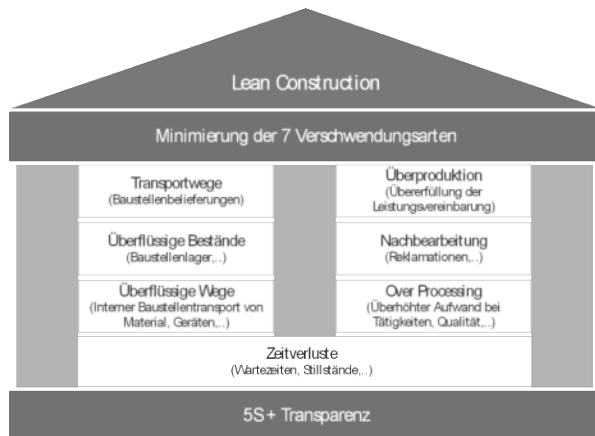 Lean Construction
Minimierung der 7 Verschwendungsarten
Transportwege
(Baustellenbelieferungen)
Überproduktion
(Übererfüllung der
Leistungsvereinbarung)
Überflüssige Bestände
(Baustellenlager,..)
Nachbearbeitung
(Reklamationen,..)
Überflüssige Wege
(Interner Baustellentransport von
Material, Geräten,..)
Over Processing
(Überhöhter Aufwand bei
Tätigkeiten, Qualität,..)
Zeitverluste
(Wartezeiten, Stillstände,..)
5S + Transparenz